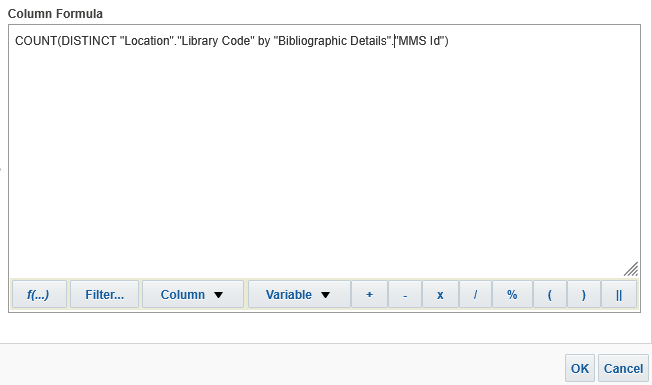 Column Formula
COUNT(DISTINCT "Location"."Library Code" by "Bibliographic Details"."MMS Id")
f(...) Filter... Column Variable + - x / % ( ) ||
OK Cancel